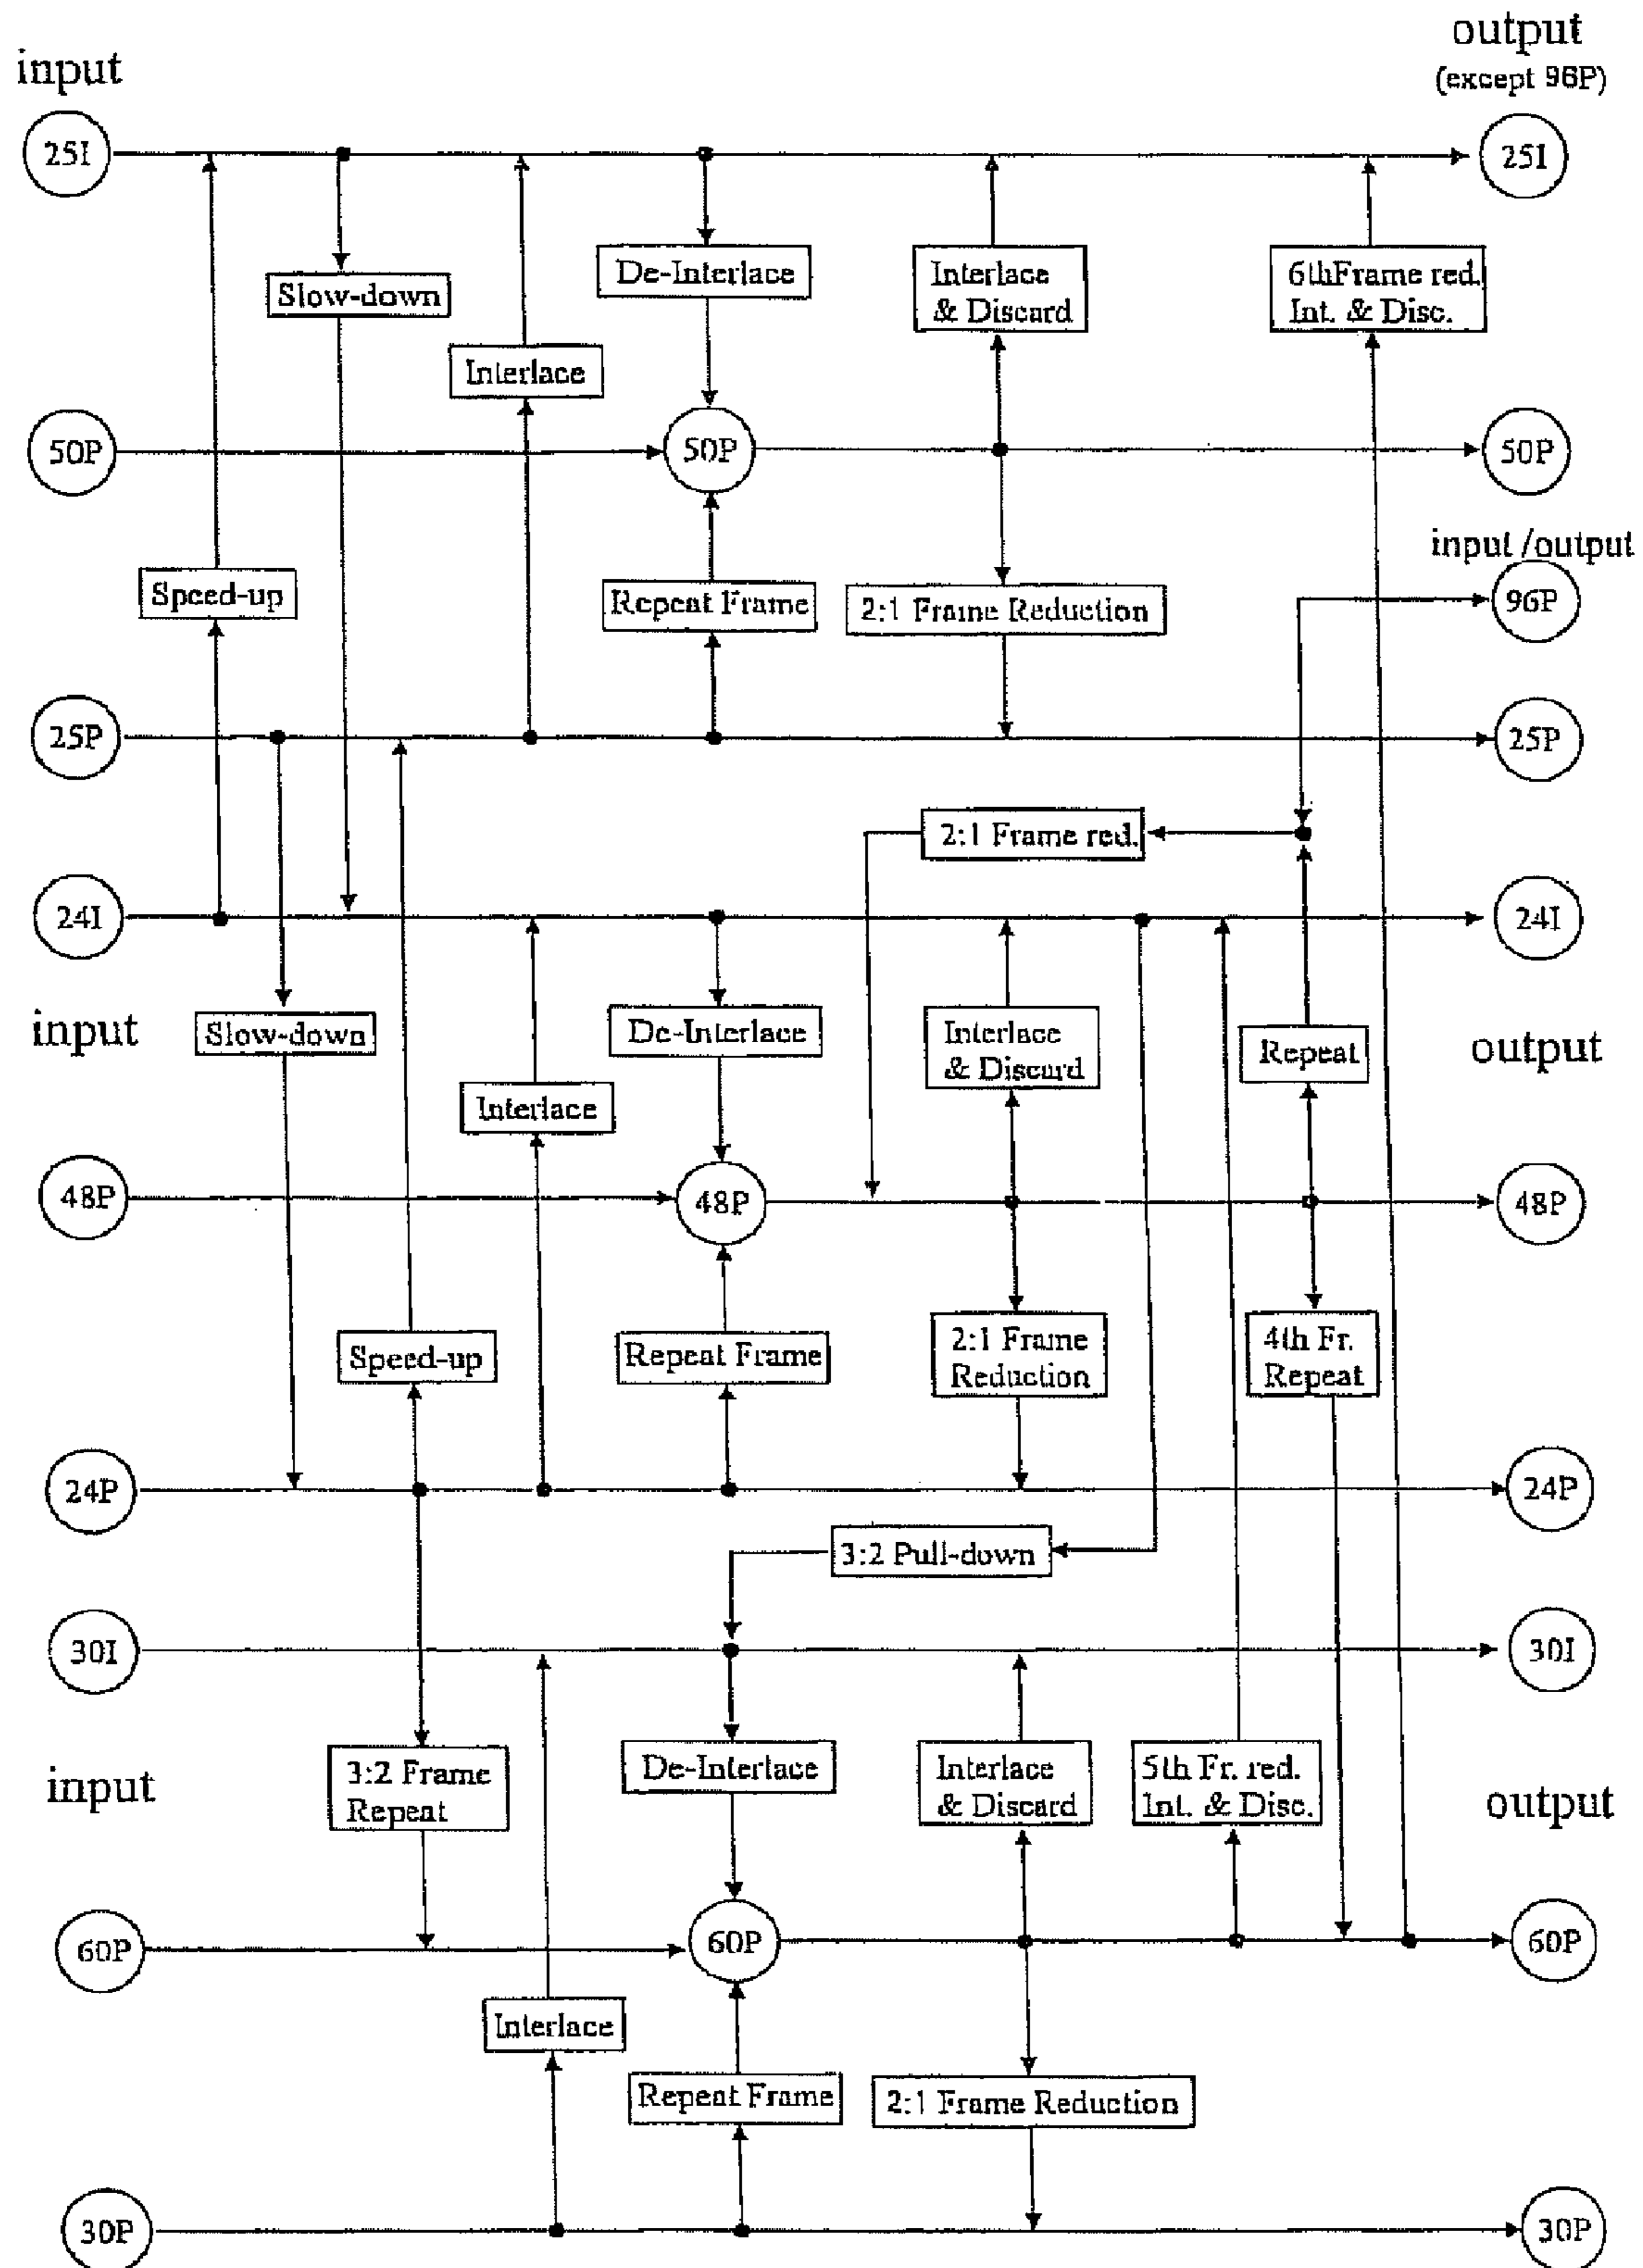 output
input
(except 96P)
25I
25I
De-Interlace
Interlace
& Discard
6thFrame red.
Int. & Disc.
Slow-down
Interlace
50P
50P
50P
input /output
Speed-up
Repeat Frame
2:1 Frame Reduction
96P
25P
25P
2:1 Frame red.
24I
24I
input
Slow-down
De-Interlace
Interlace
& Discard
Repeat
output
Interlace
48P
48P
48P
Speed-up
Repeat Frame
2:1 Frame
Reduction
4th Fr.
Repeat
24P
24P
3:2 Pull-down
30I
30I
input
3:2 Frame
Repeat
De-Interlace
Interlace
& Discard
5th Fr. red.
Int. & Disc.
output
60P
60P
60P
Interlace
Repeat Frame
2:1 Frame Reduction
30P
30P